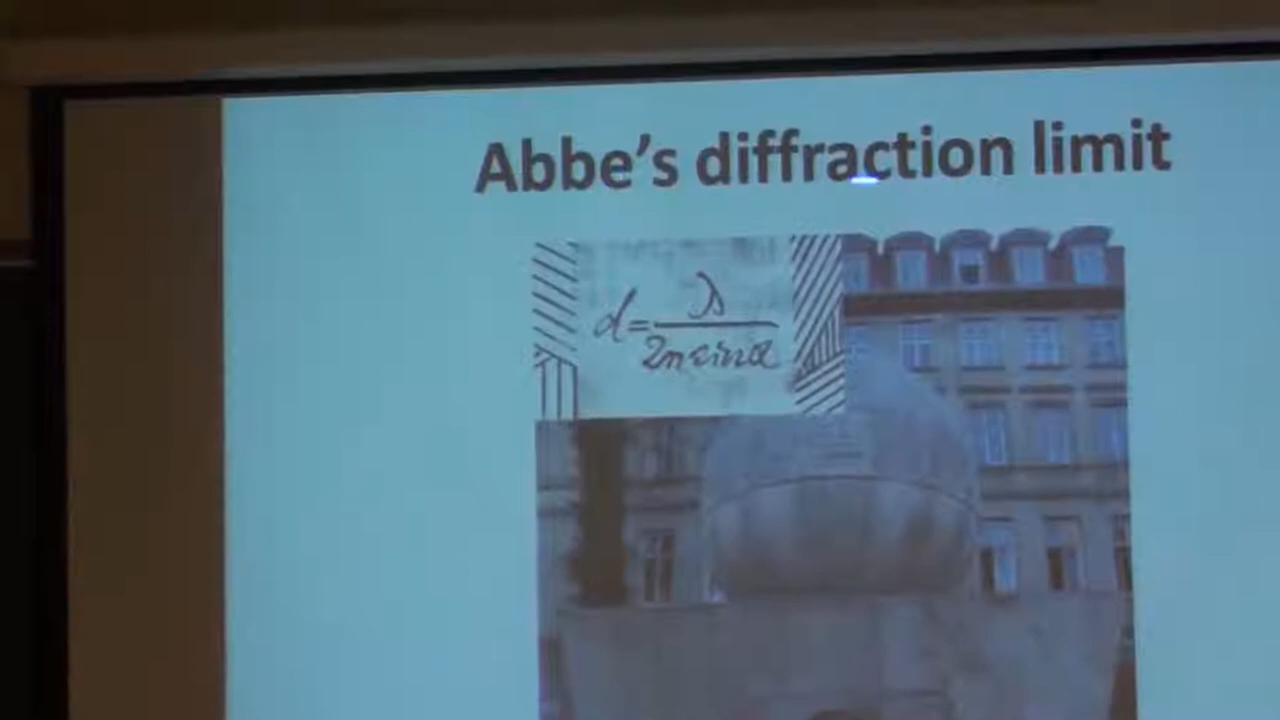 Abbe's diffraction limit
d = λ / 2n sin α